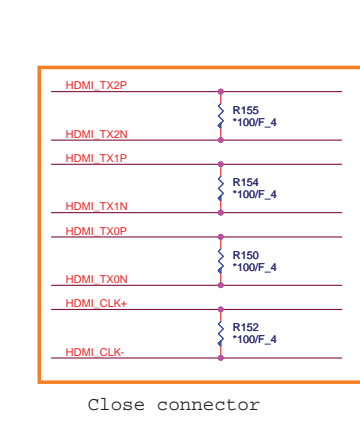 HDMI_TX2P
R155
*100/F_4
HDMI_TX2N
HDMI_TX1P
R154
*100/F_4
HDMI_TX1N
HDMI_TX0P
R150
*100/F_4
HDMI_TX0N
HDMI_CLK+
R152
*100/F_4
HDMI_CLK-
Close connector